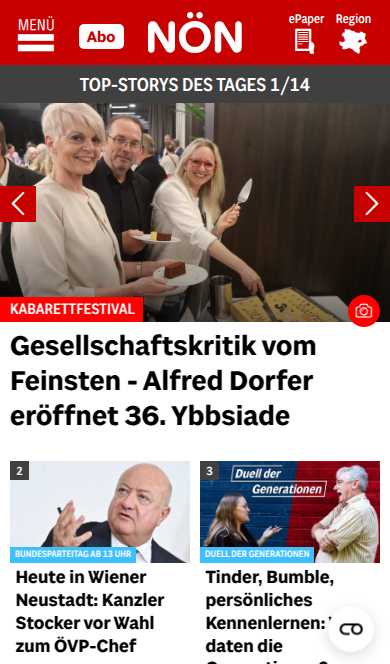 MENÜ
Abo
NÖN
ePaper
Region
TOP-STORYS DES TAGES 1/14
KABARETTFESTIVAL
Gesellschaftskritik vom
Feinsten - Alfred Dorfer
eröffnet 36. Ybbsiade
2
BUNDESPARTEITAG AB 13 UHR
Heute in Wiener
Neustadt: Kanzler
Stocker vor Wahl
zum ÖVP-Chef
3
Duell der
Generationen
DUELL DER GENERATIONEN
Tinder, Bumble,
persönliches
Kennenlernen:
daten die